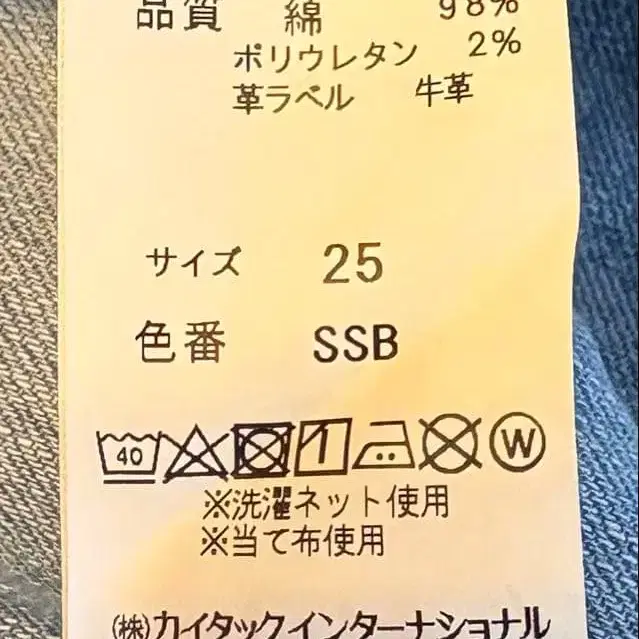 品質 綿 98%
ポリウレタン 2%
革ラベル 牛革
サイズ 25
色番 SSB
40 W
※洗濯ネット使用
※当て布使用
(株)カイタックインターナショナル